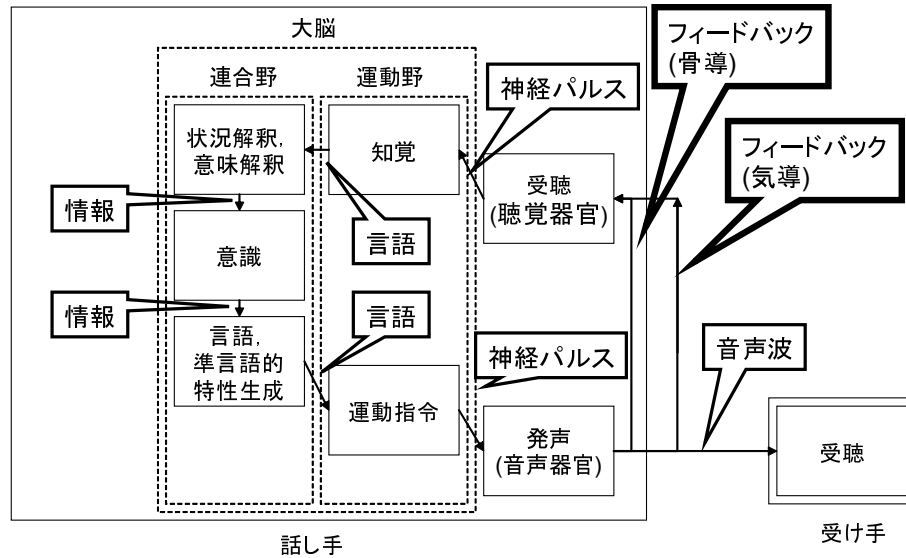 大脳
連合野
運動野
神経パルス
フィードバック
(骨導)
フィードバック
(気導)
状況解釈,
意味解釈
知覚
受聴
(聴覚器官)
情報
意識
言語
情報
言語,
準言語的
特性生成
言語
運動指令
神経パルス
発声
(音声器官)
音声波
受聴
話し手
受け手